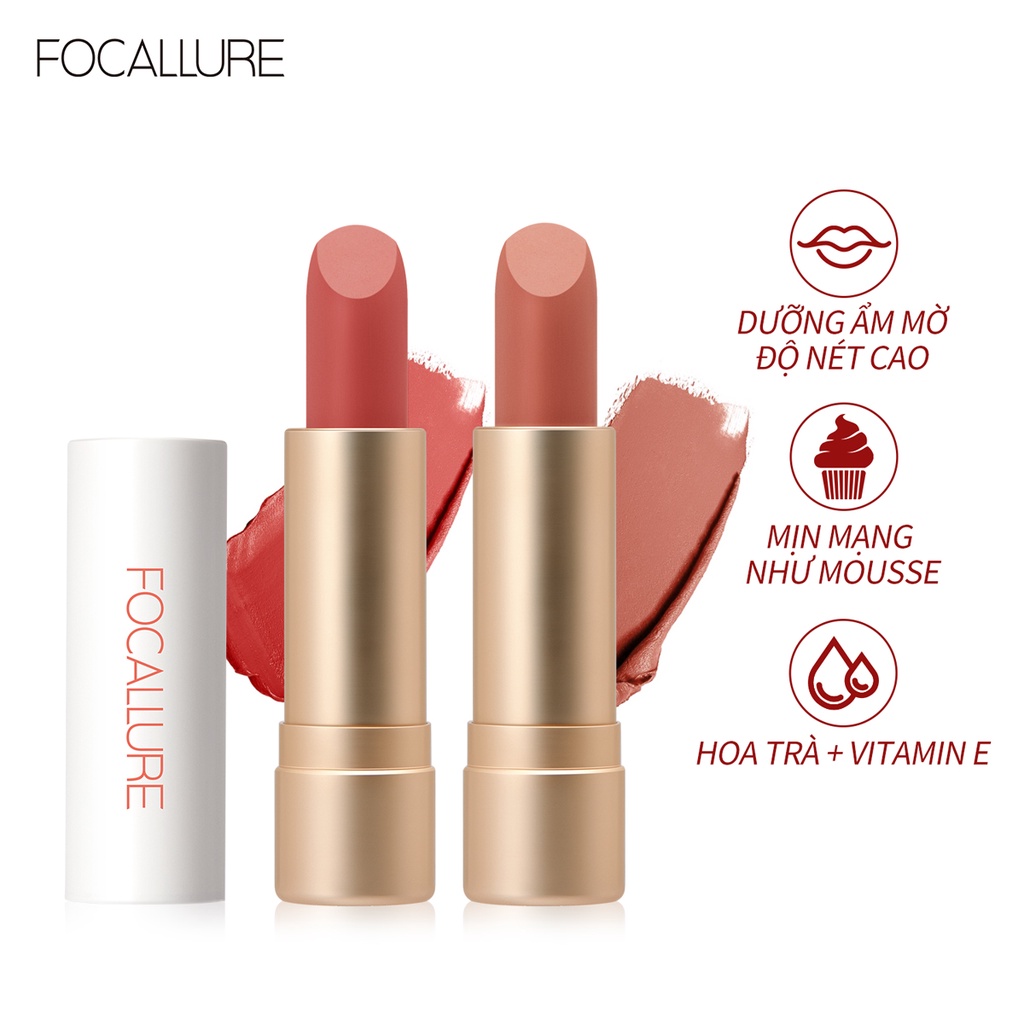 FOCALLURE
DƯỠNG ẨM MỜ
ĐỘ NÉT CAO
MỊN MẠNG
NHƯ MOUSSE
HOA TRÀ + VITAMIN E
FOCALLURE